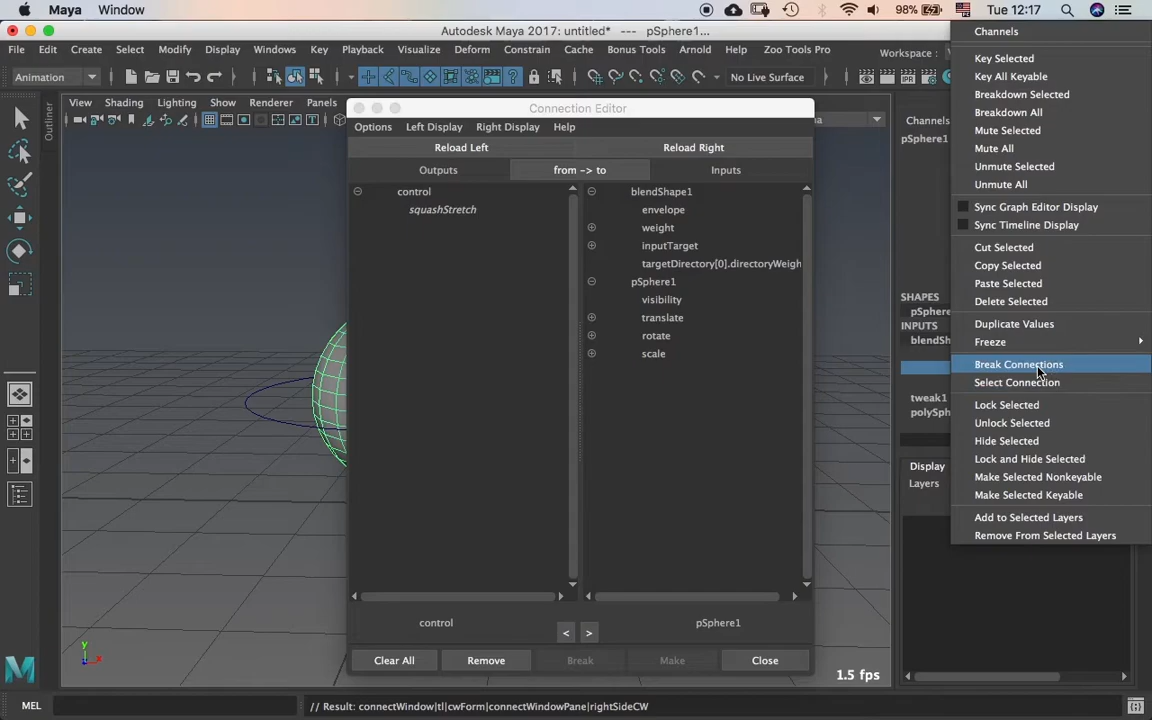 Maya Window
98% Tue 12:17
Autodesk Maya 2017: untitled* --- pSphere1...
File Edit Create Select Modify Display Windows Key Playback Visualize Deform Constrain Cache Bonus Tools Arnold Help Zoo Tools Pro
Workspace :
Animation
No Live Surface
IPR
View Shading Lighting Show Renderer Panels
Outliner
Connection Editor
Options Left Display Right Display Help
Reload Left Reload Right
Outputs from -> to Inputs
control
squashStretch
blendShape1
envelope
weight
inputTarget
targetDirectory[0].directoryWeigh
pSphere1
visibility
translate
rotate
scale
control
pSphere1
< >
Clear All Remove Break Make Close
Channels
pSphere1
SHAPES
pSphere
INPUTS
blendSh
tweak1
polySph
Display
Layers
Channels
Key Selected
Key All Keyable
Breakdown Selected
Breakdown All
Mute Selected
Mute All
Unmute Selected
Unmute All
Sync Graph Editor Display
Sync Timeline Display
Cut Selected
Copy Selected
Paste Selected
Delete Selected
Duplicate Values
Freeze
Break Connections
Select Connection
Lock Selected
Unlock Selected
Hide Selected
Lock and Hide Selected
Make Selected Nonkeyable
Make Selected Keyable
Add to Selected Layers
Remove From Selected Layers
y
x
1.5 fps
MEL
// Result: connectWindow|tl|cwForm|connectWindowPane|rightSideCW